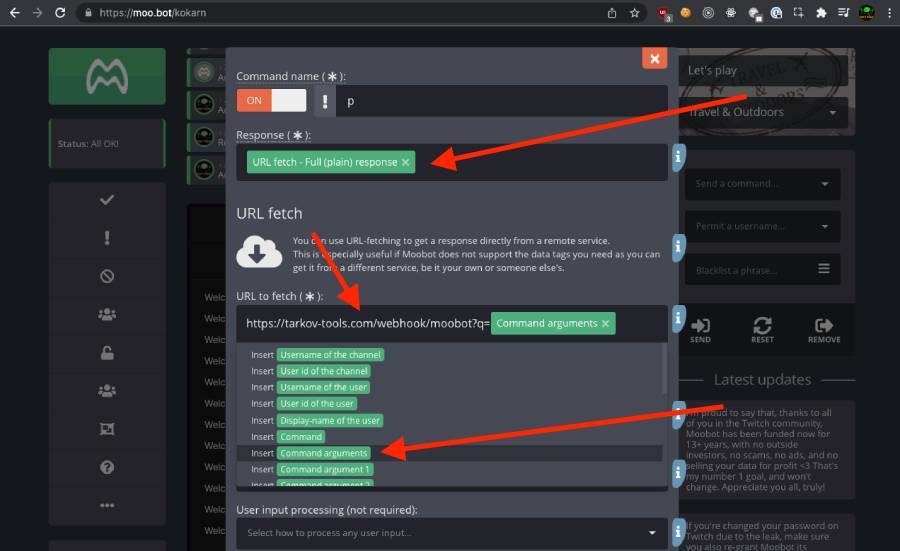 https://moo.bot/kokarn
3
Status: All OK!
Welc
Welc
Welc
Welc
Welc
Welc
Welc
Welc
Welc
Welc
Welc
Welc
Welc
Command name ( ✱ ):
ON
! p
Response ( ✱ ):
URL fetch - Full (plain) response ×
URL fetch
You can use URL-fetching to get a response directly from a remote service.
This is especially useful if Moobot does not support the data tags you need as you can
get it from a different service, be it your own or someone else's.
URL to fetch ( ✱ ):
https://tarkov-tools.com/webhook/moobot?q= Command arguments ×
Insert Username of the channel
Insert User id of the channel
Insert Username of the user
Insert User id of the user
Insert Display-name of the user
Insert Command
Insert Command arguments
Insert Command argument 1
Insert Command argument 2
User input processing (not required):
Select how to process any user input...
Let's play
TRAVEL
&
OUTDOORS
Travel & Outdoors
Send a command...
Permit a username...
Blacklist a phrase...
SEND
RESET
REMOVE
Latest updates
I'm proud to say that, thanks to all
of you in the Twitch community,
Moobot has been funded now for
13+ years, with no outside
investors, no scams, no ads, and no
selling your data for profit <3 That's
my number 1 goal, and won't
change. Appreciate you all, truly!
If you're changed your password on
Twitch due to the leak, make sure
you also re-grant Moobot its